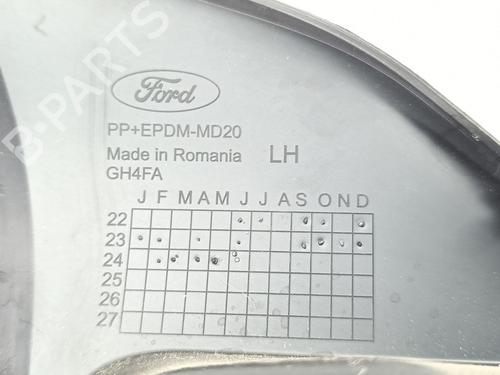 B-PARTS
Ford
PP+EPDM-MD20
Made in Romania LH
GH4FA
J F M A M J J A S O N D
22
23
24
25
26
27